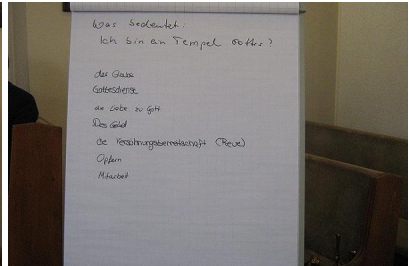 Was bedeutet:
Ich bin ein Tempel Gottes?
der Glaube
Gottesdienste
die Liebe zu Gott
Das Geld
die Versöhnungsbereitschaft (Reue)
Opfern
Mitarbeit